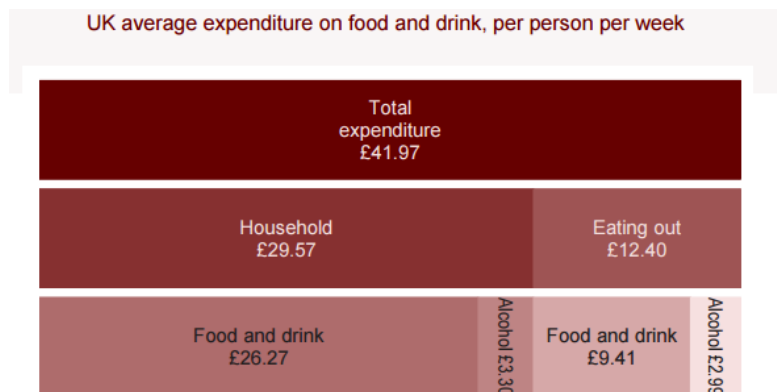 UK average expenditure on food and drink, per person per week
Total
expenditure
£41.97
Household
£29.57
Eating out
£12.40
Food and drink
£26.27
Alcohol £3.30
Food and drink
£9.41
Alcohol £2.99